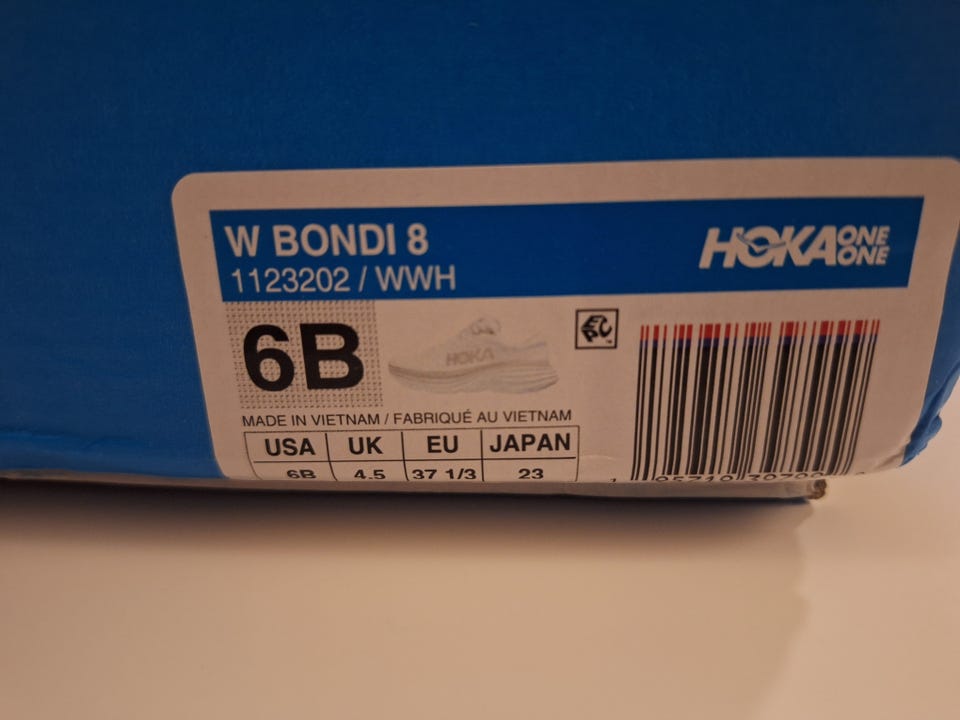 W BONDI 8
1123202 / WWH
HOKA ONE ONE
6B
HOKA
EPC
MADE IN VIETNAM / FABRIQUÉ AU VIETNAM
USA UK EU JAPAN
6B 4.5 37 1/3 23